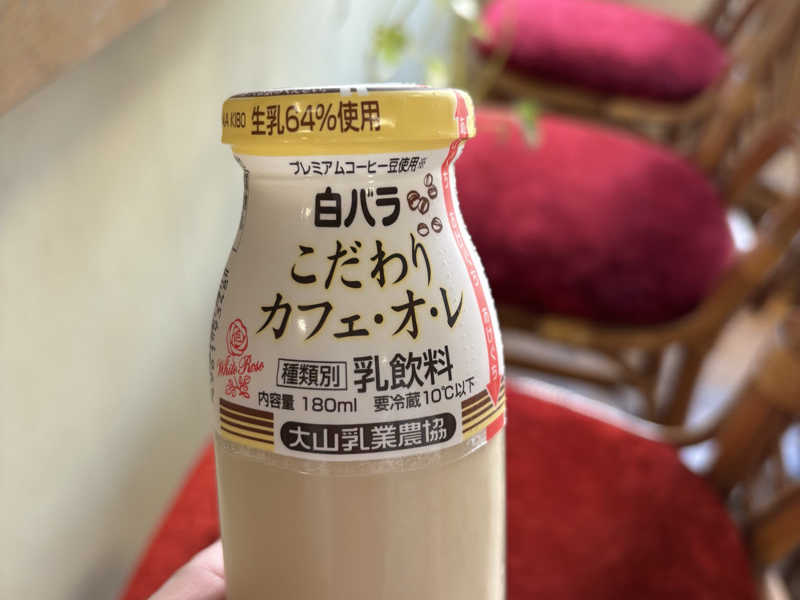 KIBO 生乳64%使用
プレミアムコーヒー豆使用※
白バラ
こだわり
カフェ・オ・レ
White Rose
種類別 乳飲料
内容量 180ml 要冷蔵10℃以下
大山乳業農協